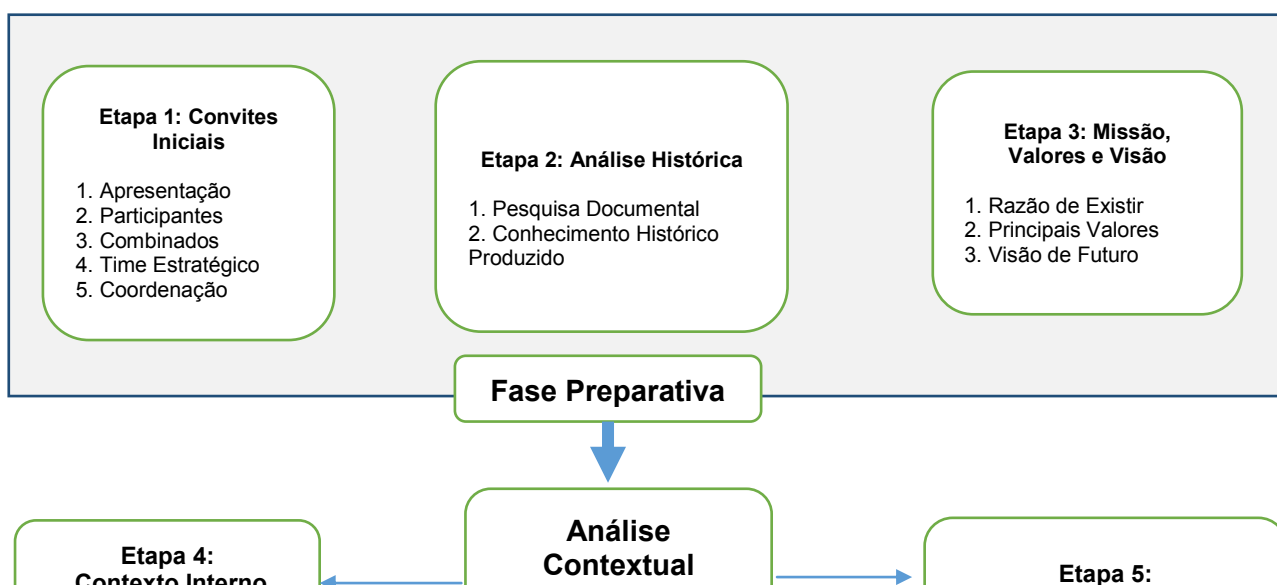 Etapa 1: Convites
Iniciais
1. Apresentação
2. Participantes
3. Combinados
4. Time Estratégico
5. Coordenação
Etapa 2: Análise Histórica
1. Pesquisa Documental
2. Conhecimento Histórico
Produzido
Etapa 3: Missão,
Valores e Visão
1. Razão de Existir
2. Principais Valores
3. Visão de Futuro
Fase Preparativa
Análise
Contextual
Etapa 4:
Contexto Interno
Etapa 5: